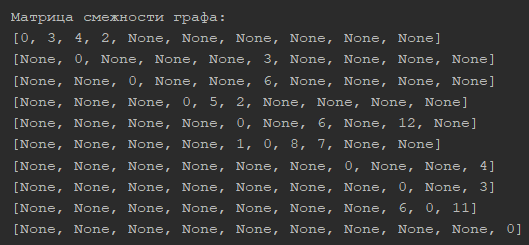 Матрица смежности графа:
[0, 3, 4, 2, None, None, None, None, None, None]
[None, 0, None, None, None, 3, None, None, None, None]
[None, None, 0, None, None, 6, None, None, None, None]
[None, None, None, 0, 5, 2, None, None, None, None]
[None, None, None, None, 0, None, 6, None, 12, None]
[None, None, None, None, 1, 0, 8, 7, None, None]
[None, None, None, None, None, None, 0, None, None, 4]
[None, None, None, None, None, None, None, 0, None, 3]
[None, None, None, None, None, None, None, 6, 0, 11]
[None, None, None, None, None, None, None, None, None, 0]